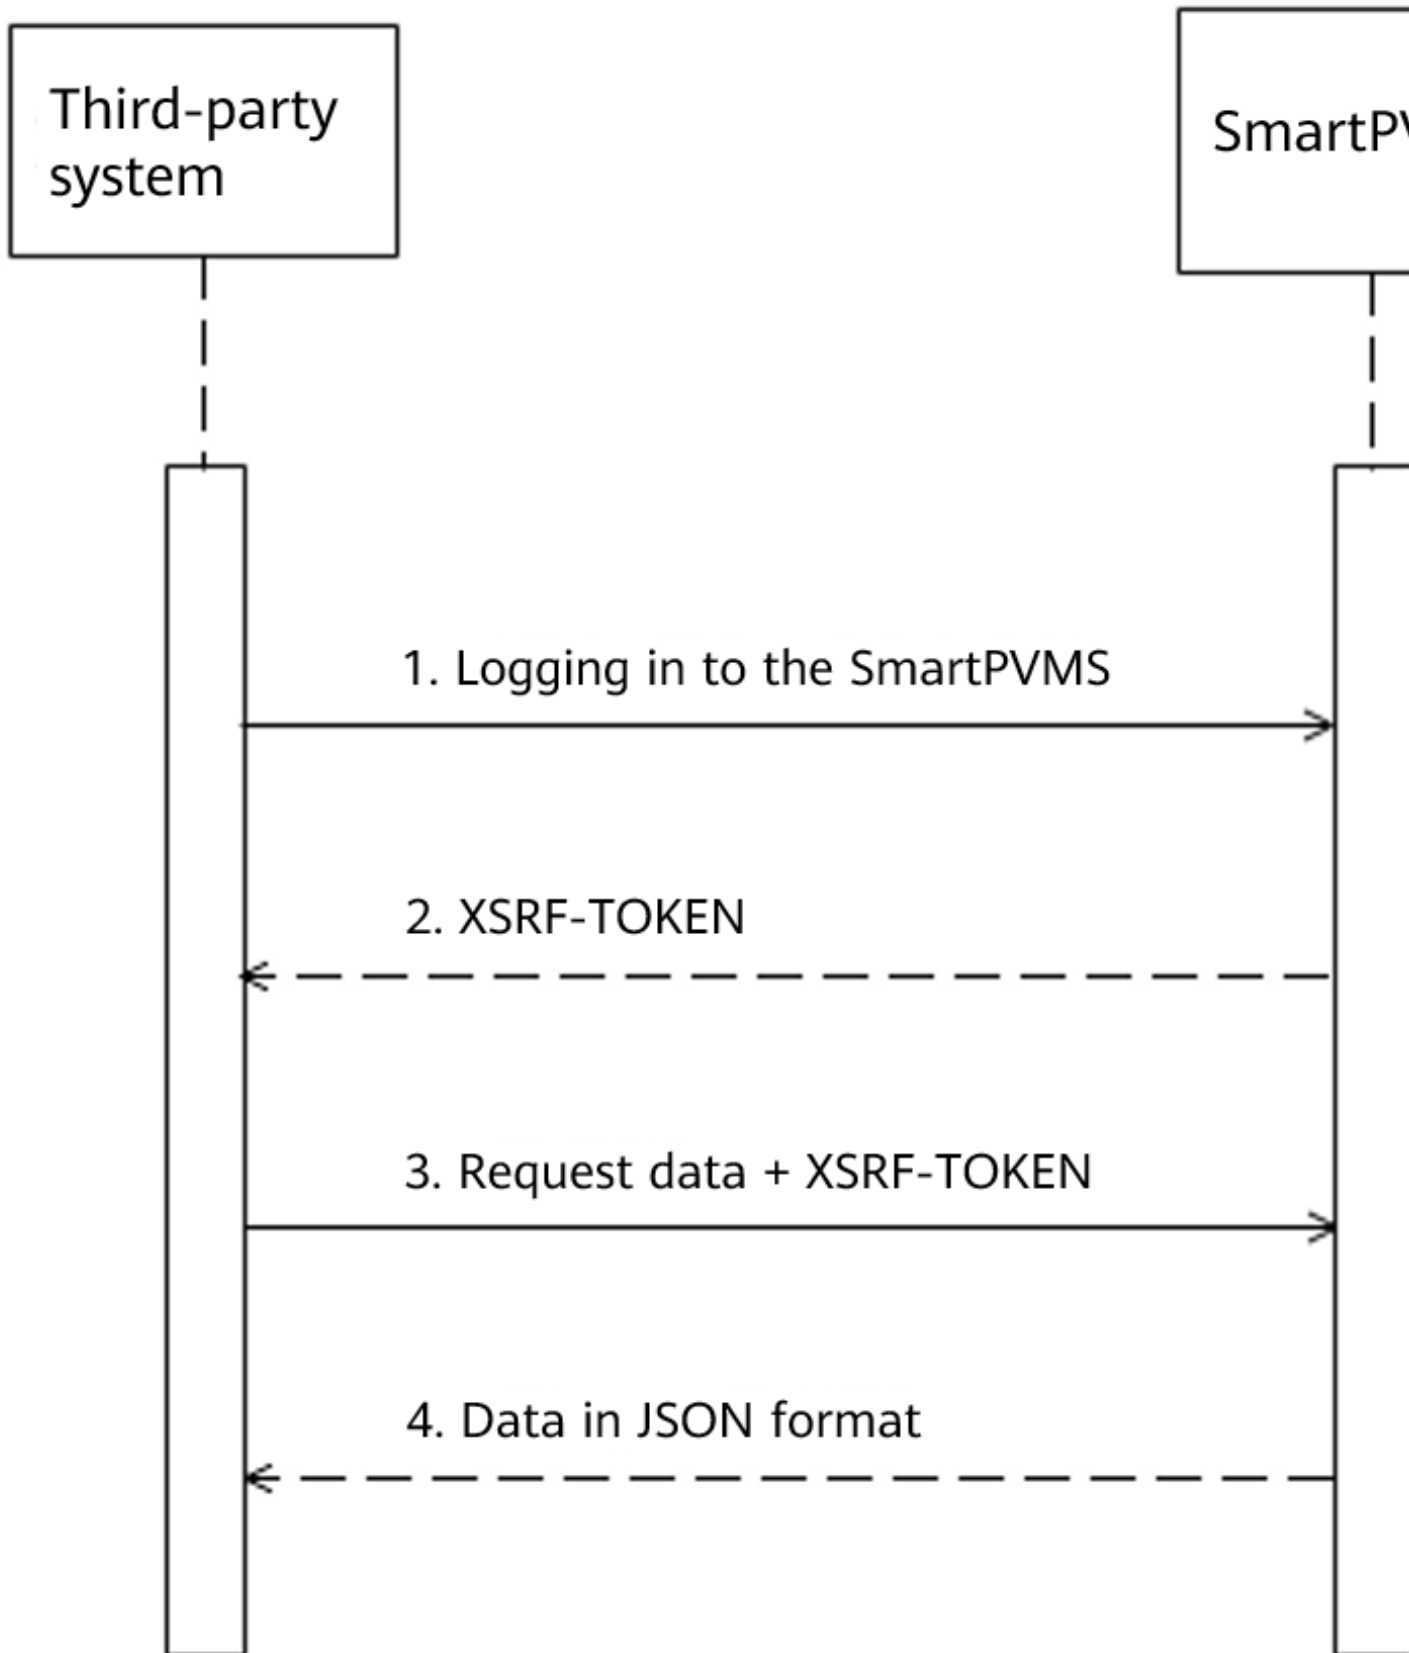 Third-party
system
SmartPV
1. Logging in to the SmartPVMS
2. XSRF-TOKEN
3. Request data + XSRF-TOKEN
4. Data in JSON format